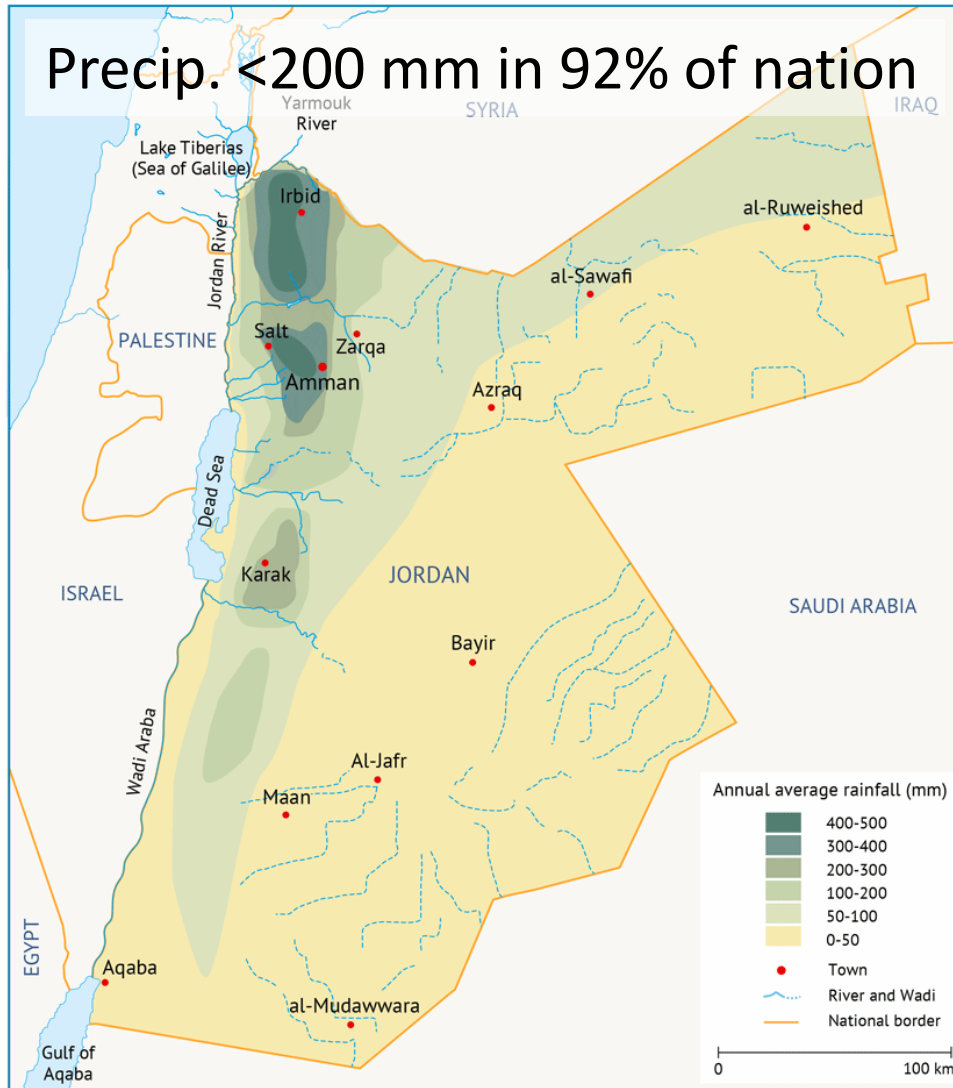 Precip. <200 mm in 92% of nation
Yarmouk
River
SYRIA
IRAQ
Lake Tiberias
(Sea of Galilee)
Irbid
al-Ruweished
Jordan River
al-Sawafi
PALESTINE
Salt
Zarqa
Amman
Azraq
Dead Sea
Karak
JORDAN
ISRAEL
SAUDI ARABIA
Bayir
Wadi Araba
Al-Jafr
Maan
Annual average rainfall (mm)
400-500
300-400
200-300
100-200
50-100
0-50
EGYPT
Aqaba
Town
al-Mudawwara
River and Wadi
National border
Gulf of
Aqaba
0
100 km